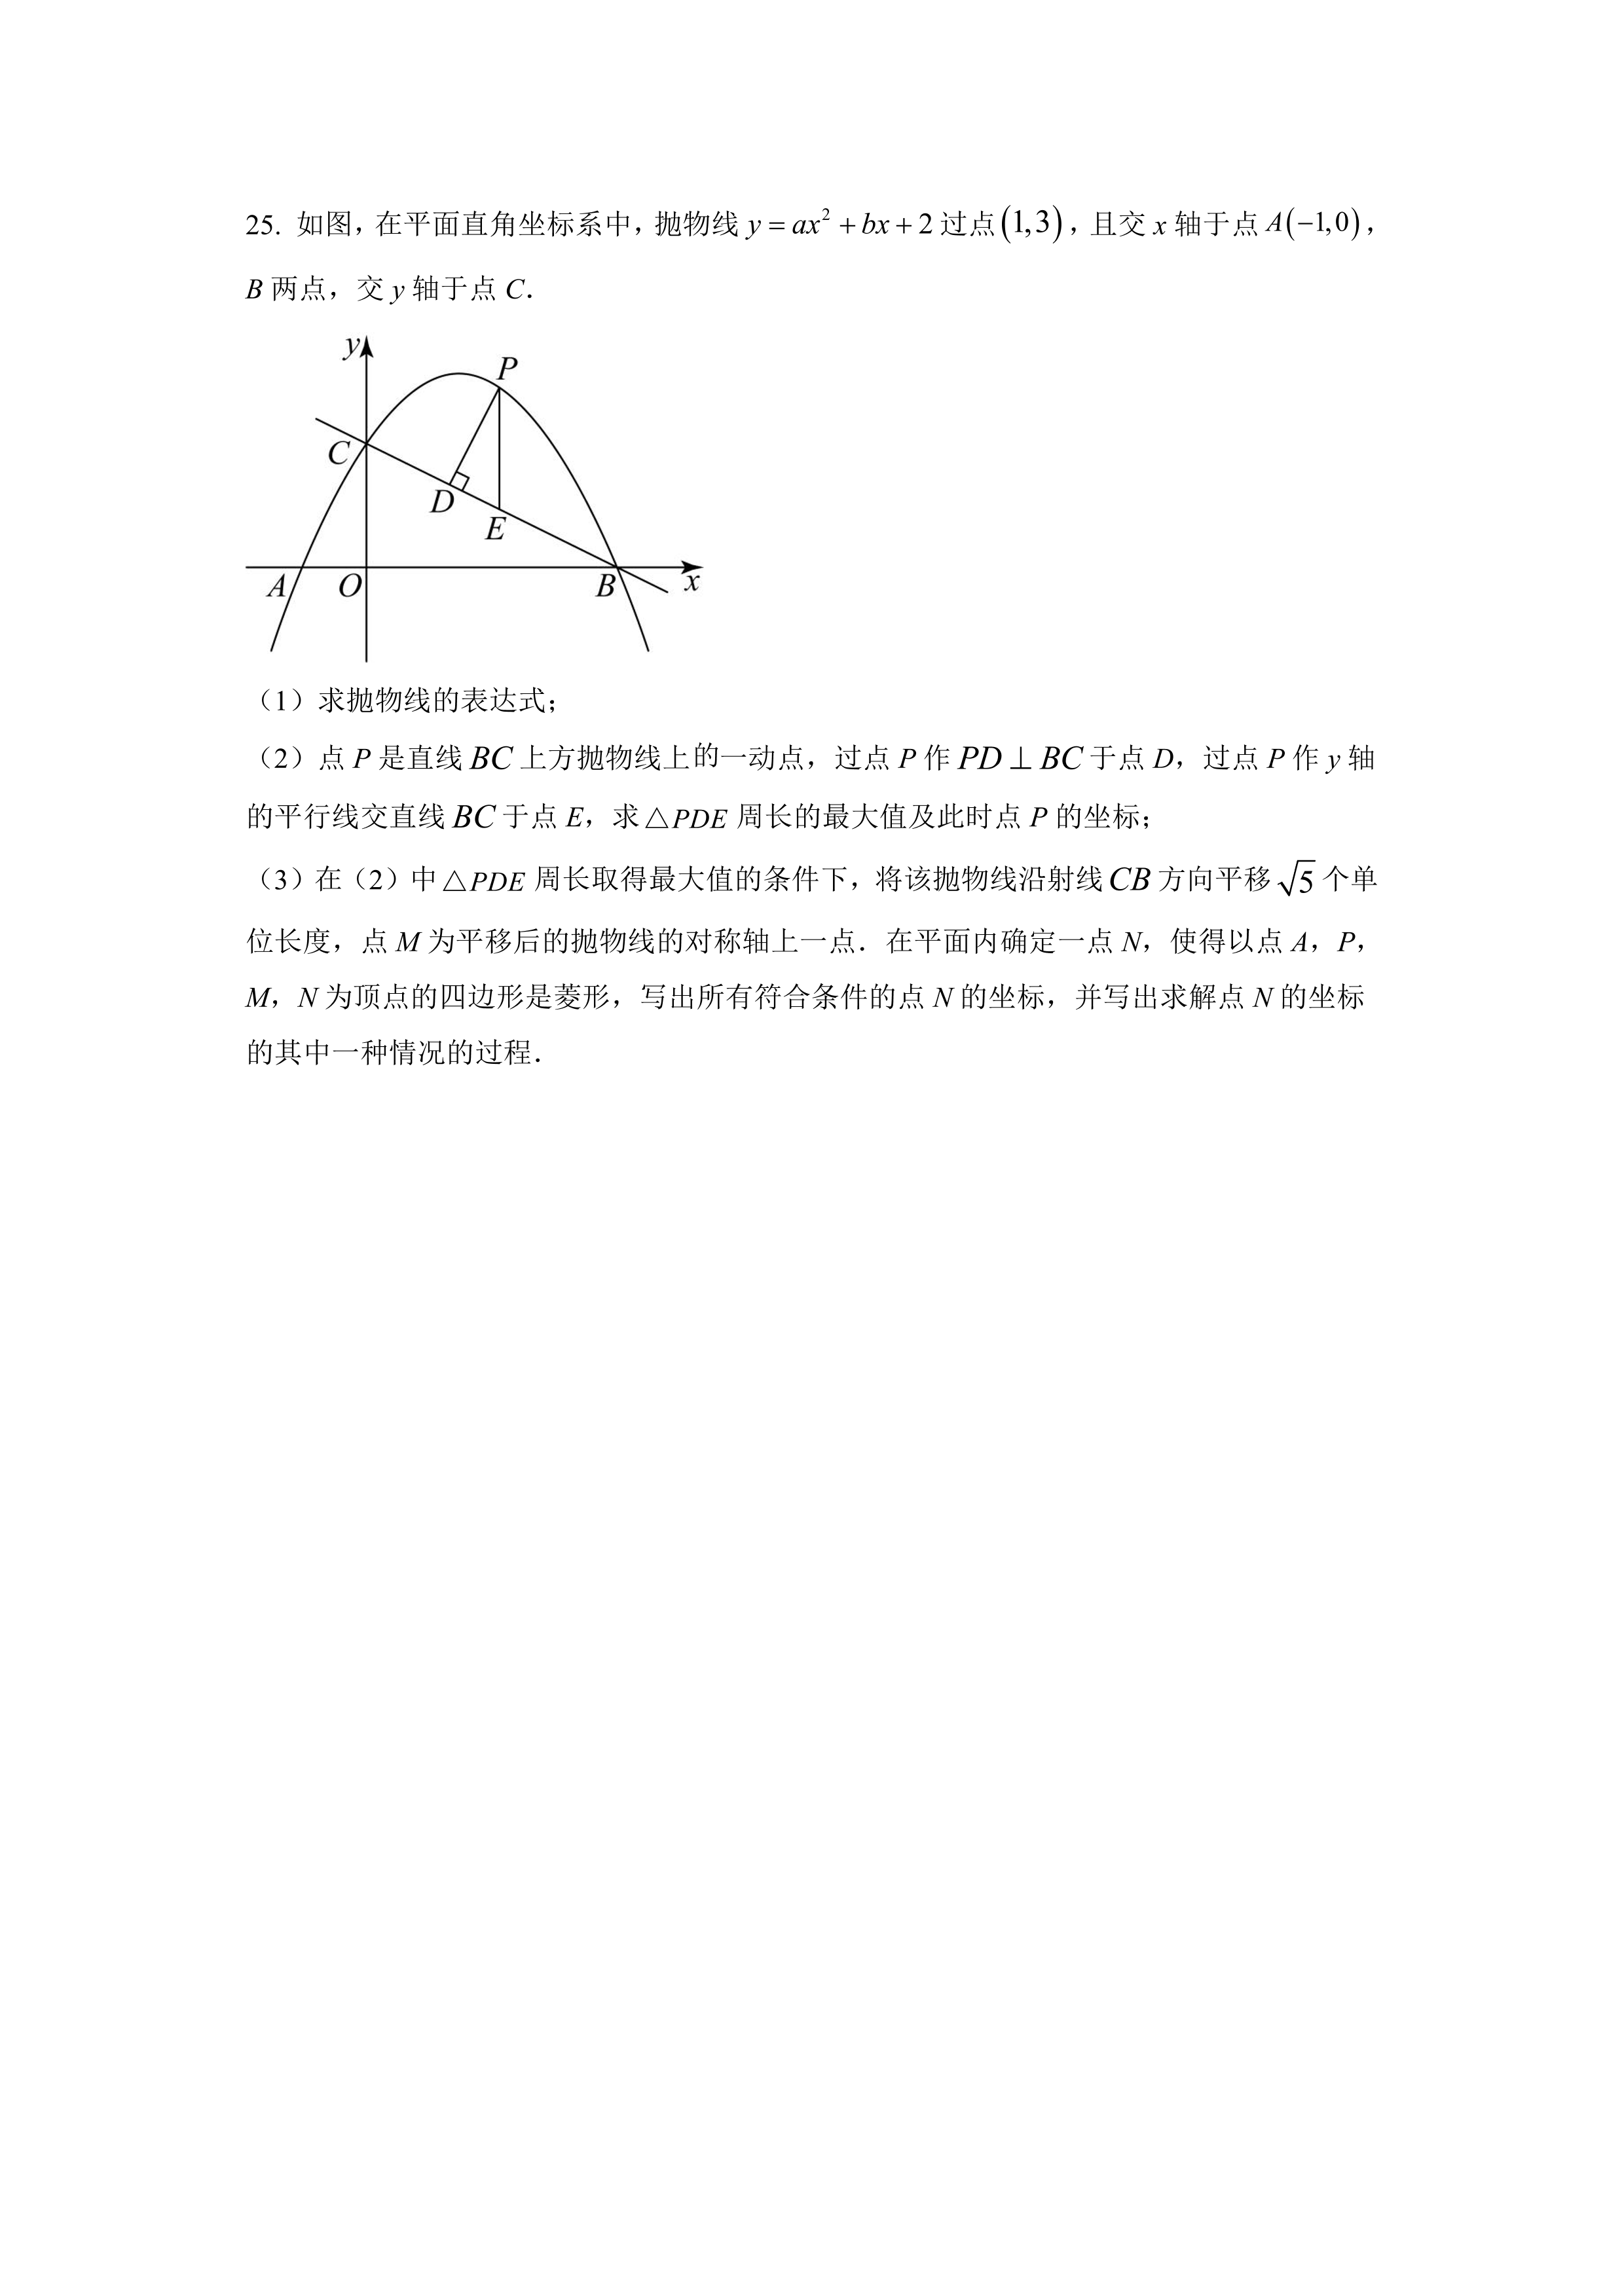 25. 如图，在平面直角坐标系中，抛物线 y = ax² + bx + 2 过点 (1,3)，且交 x 轴于点 A(−1,0)，
B 两点，交 y 轴于点 C．
y
P
C
D
E
A
O
B
x
（1）求抛物线的表达式；
（2）点 P 是直线 BC 上方抛物线上的一动点，过点 P 作 PD ⊥ BC 于点 D，过点 P 作 y 轴
的平行线交直线 BC 于点 E，求 △PDE 周长的最大值及此时点 P 的坐标；
（3）在（2）中 △PDE 周长取得最大值的条件下，将该抛物线沿射线 CB 方向平移 √5 个单
位长度，点 M 为平移后的抛物线的对称轴上一点．在平面内确定一点 N，使得以点 A，P，
M，N 为顶点的四边形是菱形，写出所有符合条件的点 N 的坐标，并写出求解点 N 的坐标
的其中一种情况的过程．